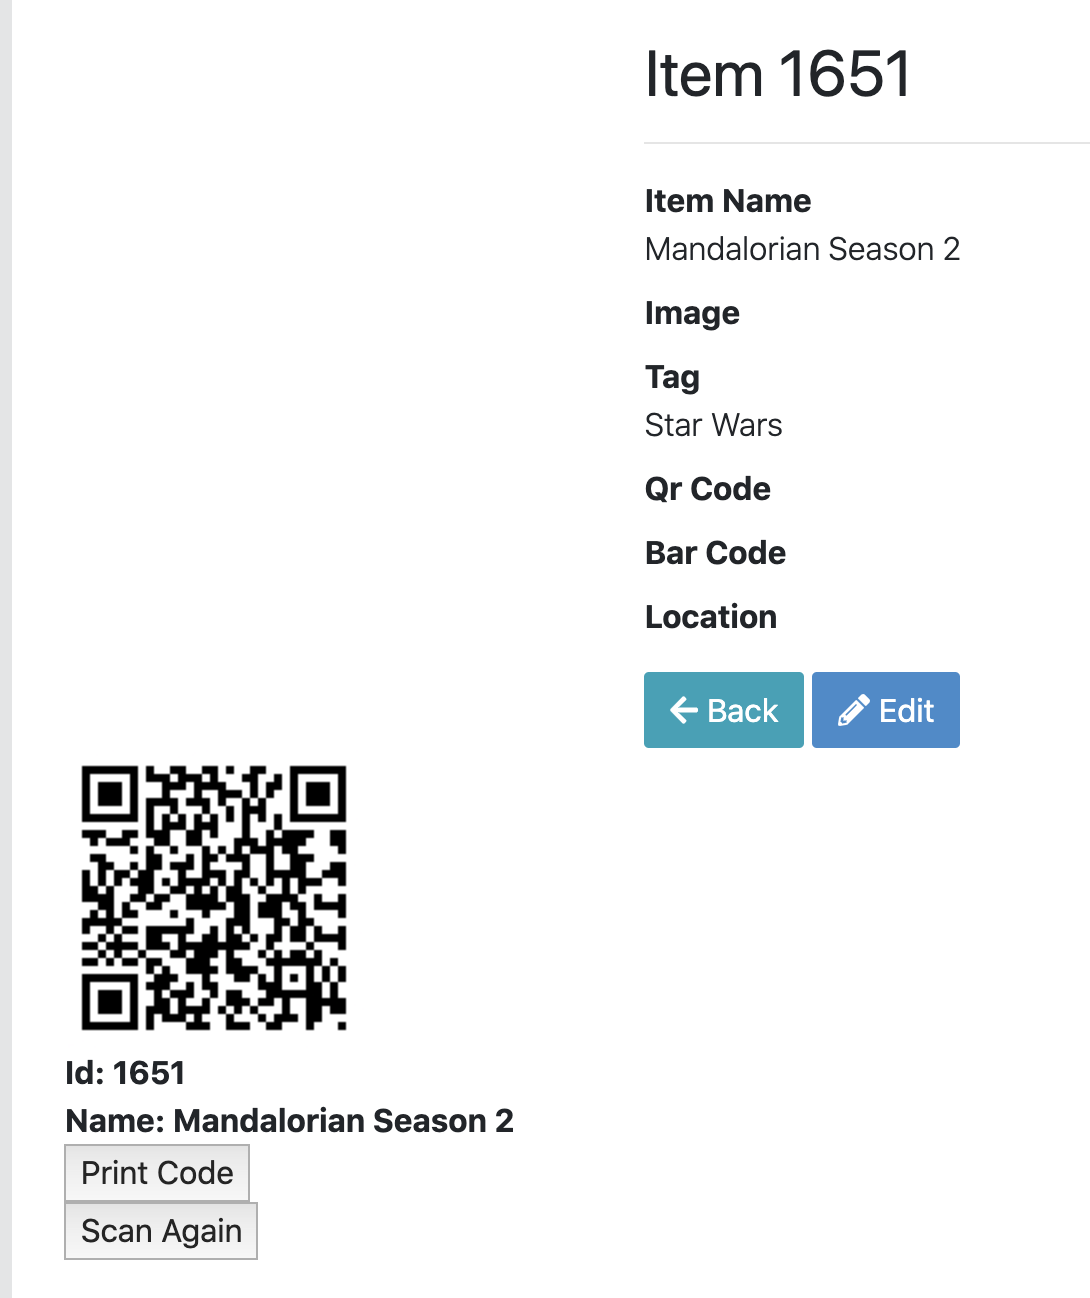 Item 1651
Item Name
Mandalorian Season 2
Image
Tag
Star Wars
Qr Code
Bar Code
Location
Back
Edit
Id: 1651
Name: Mandalorian Season 2
Print Code
Scan Again